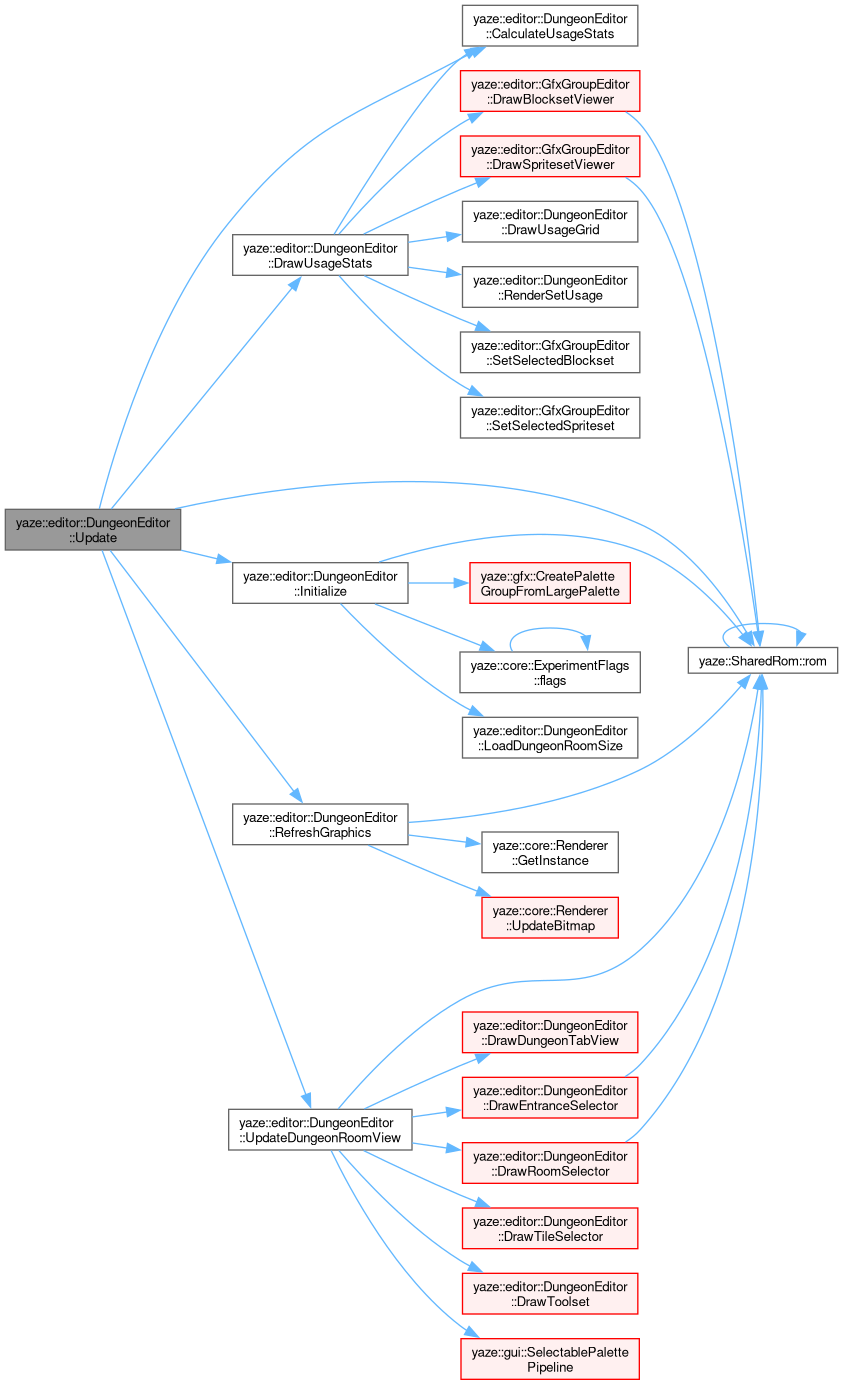 yaze::editor::DungeonEditor
::CalculateUsageStats
yaze::editor::GfxGroupEditor
::DrawBlocksetViewer
yaze::editor::GfxGroupEditor
::DrawSpritesetViewer
yaze::editor::DungeonEditor
::DrawUsageGrid
yaze::editor::DungeonEditor
::DrawUsageStats
yaze::editor::DungeonEditor
::RenderSetUsage
yaze::editor::GfxGroupEditor
::SetSelectedBlockset
yaze::editor::GfxGroupEditor
::SetSelectedSpriteset
yaze::editor::DungeonEditor
::Update
yaze::editor::DungeonEditor
::Initialize
yaze::gfx::CreatePalette
GroupFromLargePalette
yaze::core::ExperimentFlags
::flags
yaze::SharedRom::rom
yaze::editor::DungeonEditor
::LoadDungeonRoomSize
yaze::editor::DungeonEditor
::RefreshGraphics
yaze::core::Renderer
::GetInstance
yaze::core::Renderer
::UpdateBitmap
yaze::editor::DungeonEditor
::DrawDungeonTabView
yaze::editor::DungeonEditor
::DrawEntranceSelector
yaze::editor::DungeonEditor
::UpdateDungeonRoomView
yaze::editor::DungeonEditor
::DrawRoomSelector
yaze::editor::DungeonEditor
::DrawTileSelector
yaze::editor::DungeonEditor
::DrawToolset
yaze::gui::SelectablePalette
Pipeline